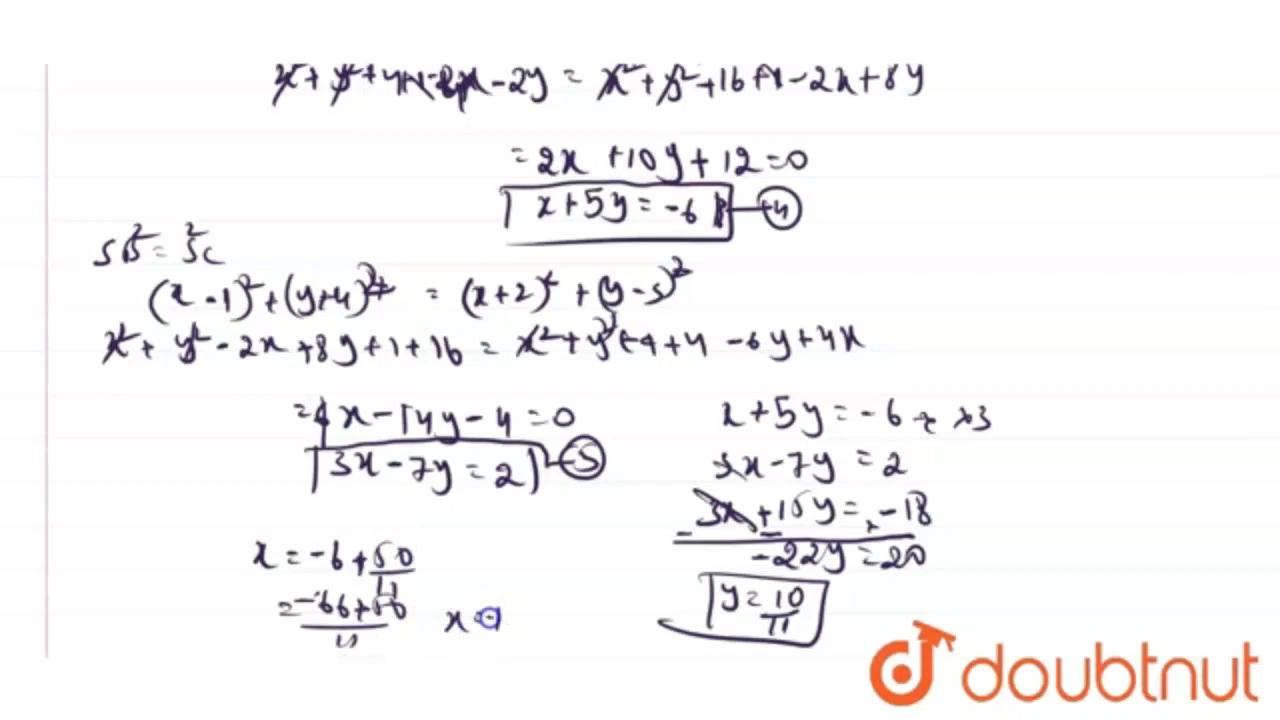 x² + y² + 4+1-8x - 2y = x² + y² + 16 + 1 - 2x + 8y
= 2x + 10y + 12 = 0
x + 5y = -6 4
SB² = SC²
(x - 1)² + (y+4)² = (x+2)² + (y - 3)²
x² + y² - 2x + 8y + 1 + 16 = x² + y² + 9 + 4 - 6y + 4x
= 6x - 14y - 4 = 0
3x - 7y = 2 5
x + 5y = -6 × 3
3x - 7y = 2
3x + 15y = -18
-22y = 20
y = 10/11
x = -6 + 50/11
= -66+50/11 x =
doubtnut